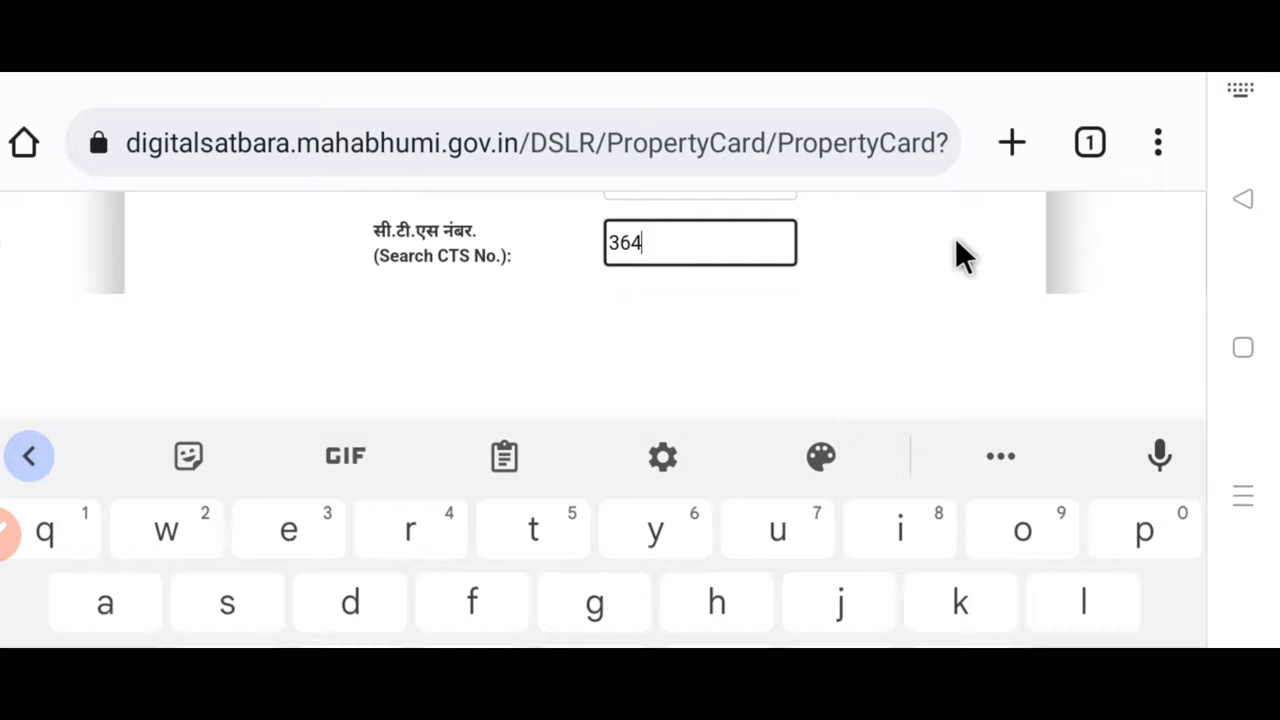 digitalsatbara.mahabhumi.gov.in/DSLR/PropertyCard/PropertyCard?
1
सी.टी.एस नंबर.
(Search CTS No.):
364
GIF
q 1 w 2 e 3 r 4 t 5 y 6 u 7 i 8 o 9 p 0
a s d f g h j k l